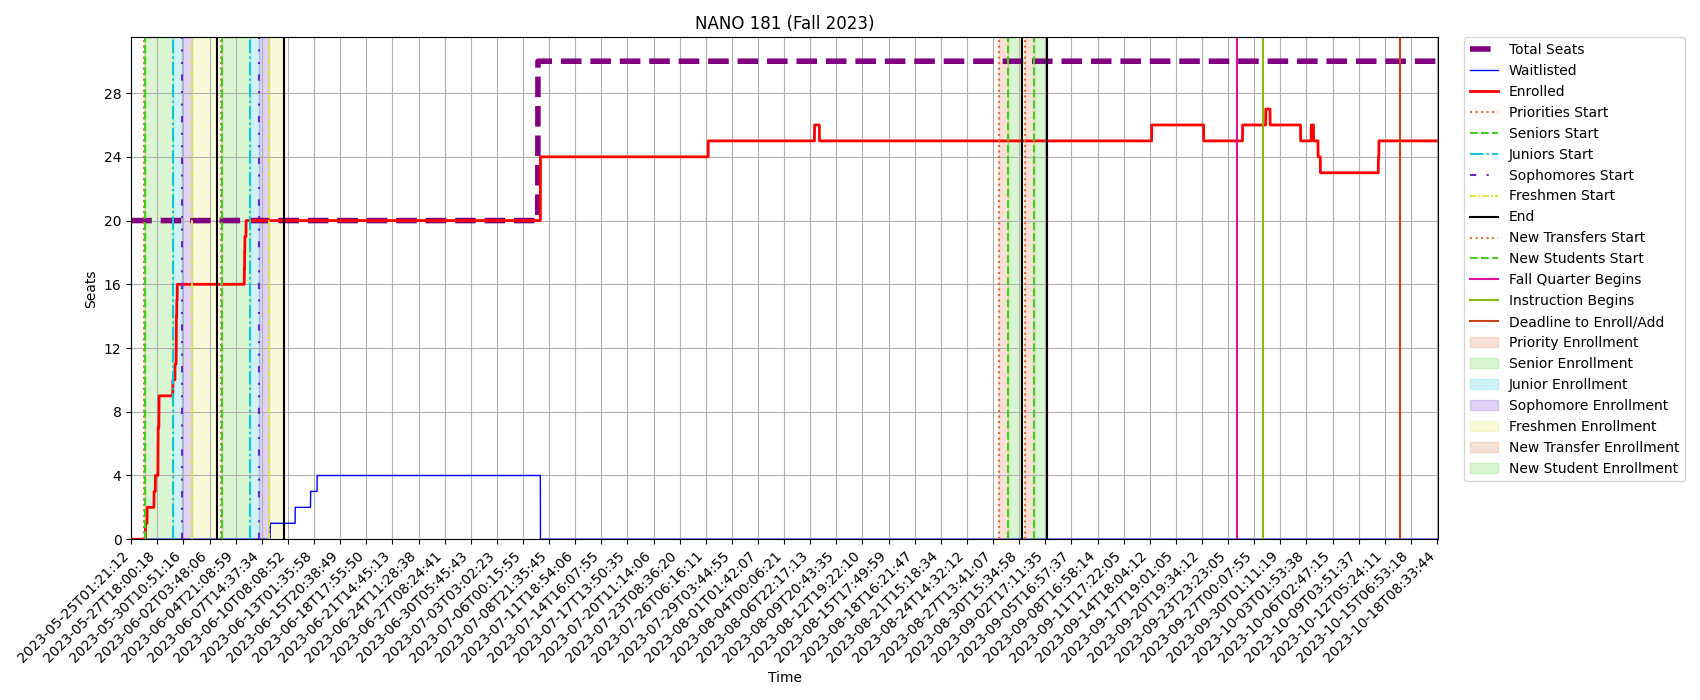 NANO 181 (Fall 2023)
Seats
28
24
20
16
12
8
4
0
2023-05-25T01:21:12
2023-05-27T18:00:18
2023-05-30T10:51:16
2023-06-02T03:48:06
2023-06-04T21:08:59
2023-06-07T14:37:34
2023-06-10T08:08:52
2023-06-13T01:35:58
2023-06-15T20:38:49
2023-06-18T17:55:50
2023-06-21T14:45:13
2023-06-24T11:28:38
2023-06-27T08:24:41
2023-06-30T05:45:43
2023-07-03T03:02:23
2023-07-06T00:15:55
2023-07-08T21:35:45
2023-07-11T18:54:06
2023-07-14T16:07:55
2023-07-17T13:50:35
2023-07-20T11:14:06
2023-07-23T08:36:20
2023-07-26T06:16:11
2023-07-29T03:44:55
2023-08-01T01:42:07
2023-08-04T00:06:21
2023-08-06T22:17:13
2023-08-09T20:43:35
2023-08-12T19:22:10
2023-08-15T17:49:59
2023-08-18T16:21:47
2023-08-21T15:18:34
2023-08-24T14:32:12
2023-08-27T13:41:07
2023-08-30T15:34:58
2023-09-02T17:11:35
2023-09-05T16:57:37
2023-09-08T16:58:14
2023-09-11T17:22:05
2023-09-14T18:04:12
2023-09-17T19:01:05
2023-09-20T19:34:12
2023-09-23T23:23:05
2023-09-27T00:07:55
2023-09-30T01:11:19
2023-10-03T01:53:38
2023-10-06T02:47:15
2023-10-09T03:51:37
2023-10-12T05:24:11
2023-10-15T06:53:18
2023-10-18T08:33:44
Time
Total Seats
Waitlisted
Enrolled
Priorities Start
Seniors Start
Juniors Start
Sophomores Start
Freshmen Start
End
New Transfers Start
New Students Start
Fall Quarter Begins
Instruction Begins
Deadline to Enroll/Add
Priority Enrollment
Senior Enrollment
Junior Enrollment
Sophomore Enrollment
Freshmen Enrollment
New Transfer Enrollment
New Student Enrollment